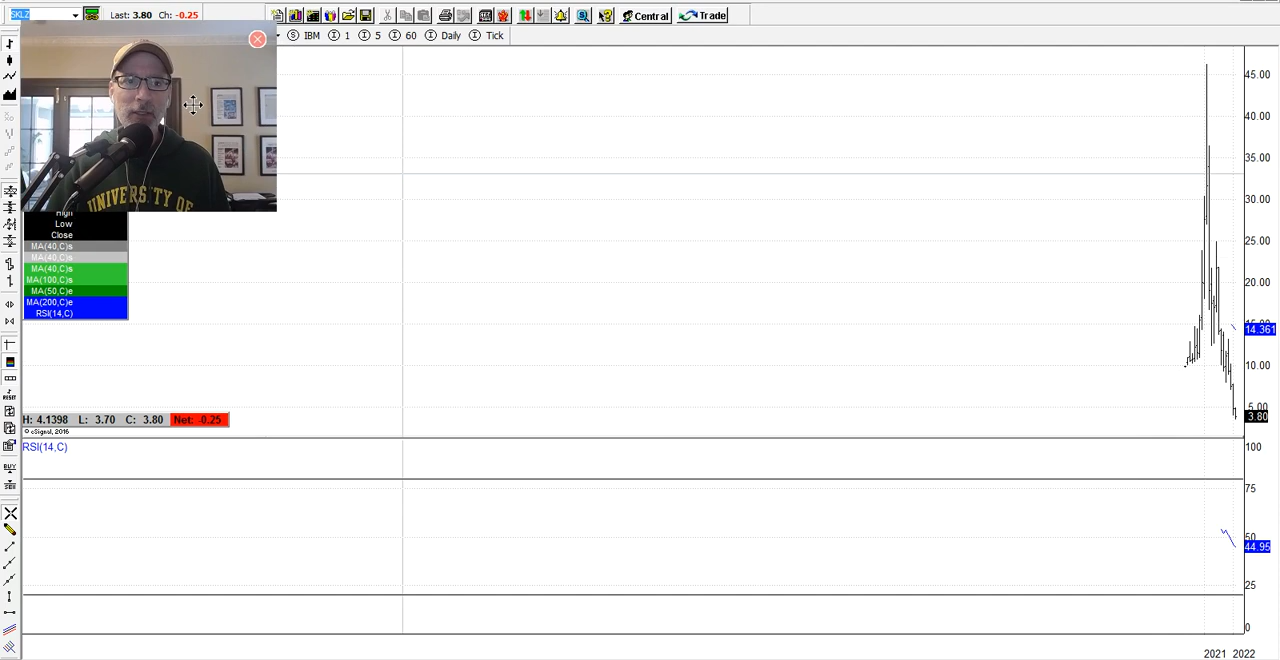 SKLZ Last: 3.80 Ch: -0.25 Central Trade
IBM 1 5 60 Daily Tick
UNIVERSITY OF
High
Low
Close
MA(40,C)s
MA(40,C)s
MA(40,C)s
MA(100,C)s
MA(50,C)e
MA(200,C)e
RSI(14,C)
RESET
BUY
H: 4.1398 L: 3.70 C: 3.80 Net: -0.25
© eSignal, 2016
RSI(14,C)
45.00
40.00
35.00
30.00
25.00
20.00
14.361
10.00
5.00
3.80
100
75
50
44.95
25
0
2021 2022